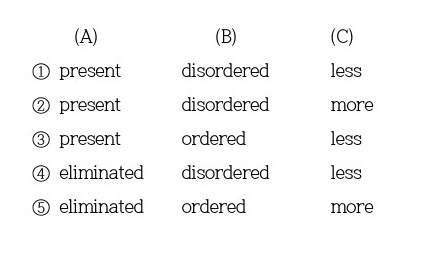 (A) (B) (C)
① present disordered less
② present disordered more
③ present ordered less
④ eliminated disordered less
⑤ eliminated ordered more